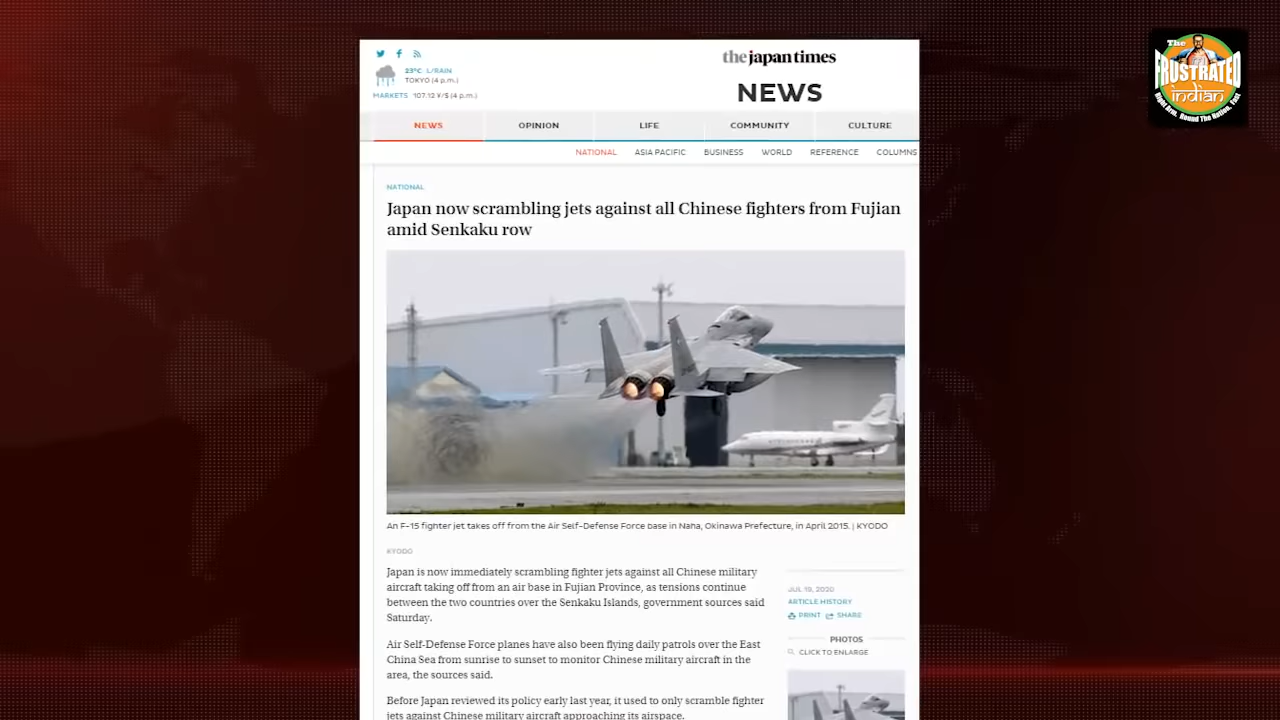 the japan times
NEWS
23°C L/RAIN
TOKYO (4 p.m.)
MARKETS 107.12 ¥/$ (4 p.m.)
NEWS OPINION LIFE COMMUNITY CULTURE
NATIONAL ASIA PACIFIC BUSINESS WORLD REFERENCE COLUMNS
The
FRUSTRATED
indian
Right Arm. Round The Nation. Fast
NATIONAL
Japan now scrambling jets against all Chinese fighters from Fujian
amid Senkaku row
An F-15 fighter jet takes off from the Air Self-Defense Force base in Naha, Okinawa Prefecture, in April 2015. | KYODO
KYODO
Japan is now immediately scrambling fighter jets against all Chinese military
aircraft taking off from an air base in Fujian Province, as tensions continue
between the two countries over the Senkaku Islands, government sources said
Saturday.
Air Self-Defense Force planes have also been flying daily patrols over the East
China Sea from sunrise to sunset to monitor Chinese military aircraft in the
area, the sources said.
Before Japan reviewed its policy early last year, it used to only scramble fighter
jets against Chinese military aircraft approaching its airspace.
JUL 19, 2020
ARTICLE HISTORY
PRINT SHARE
PHOTOS
CLICK TO ENLARGE